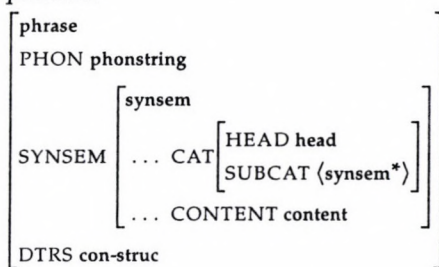 phrase
PHON phonstring
synsem
HEAD head
SYNSEM ... CAT
SUBCAT ⟨synsem*⟩
... CONTENT content
DTRS con-struc